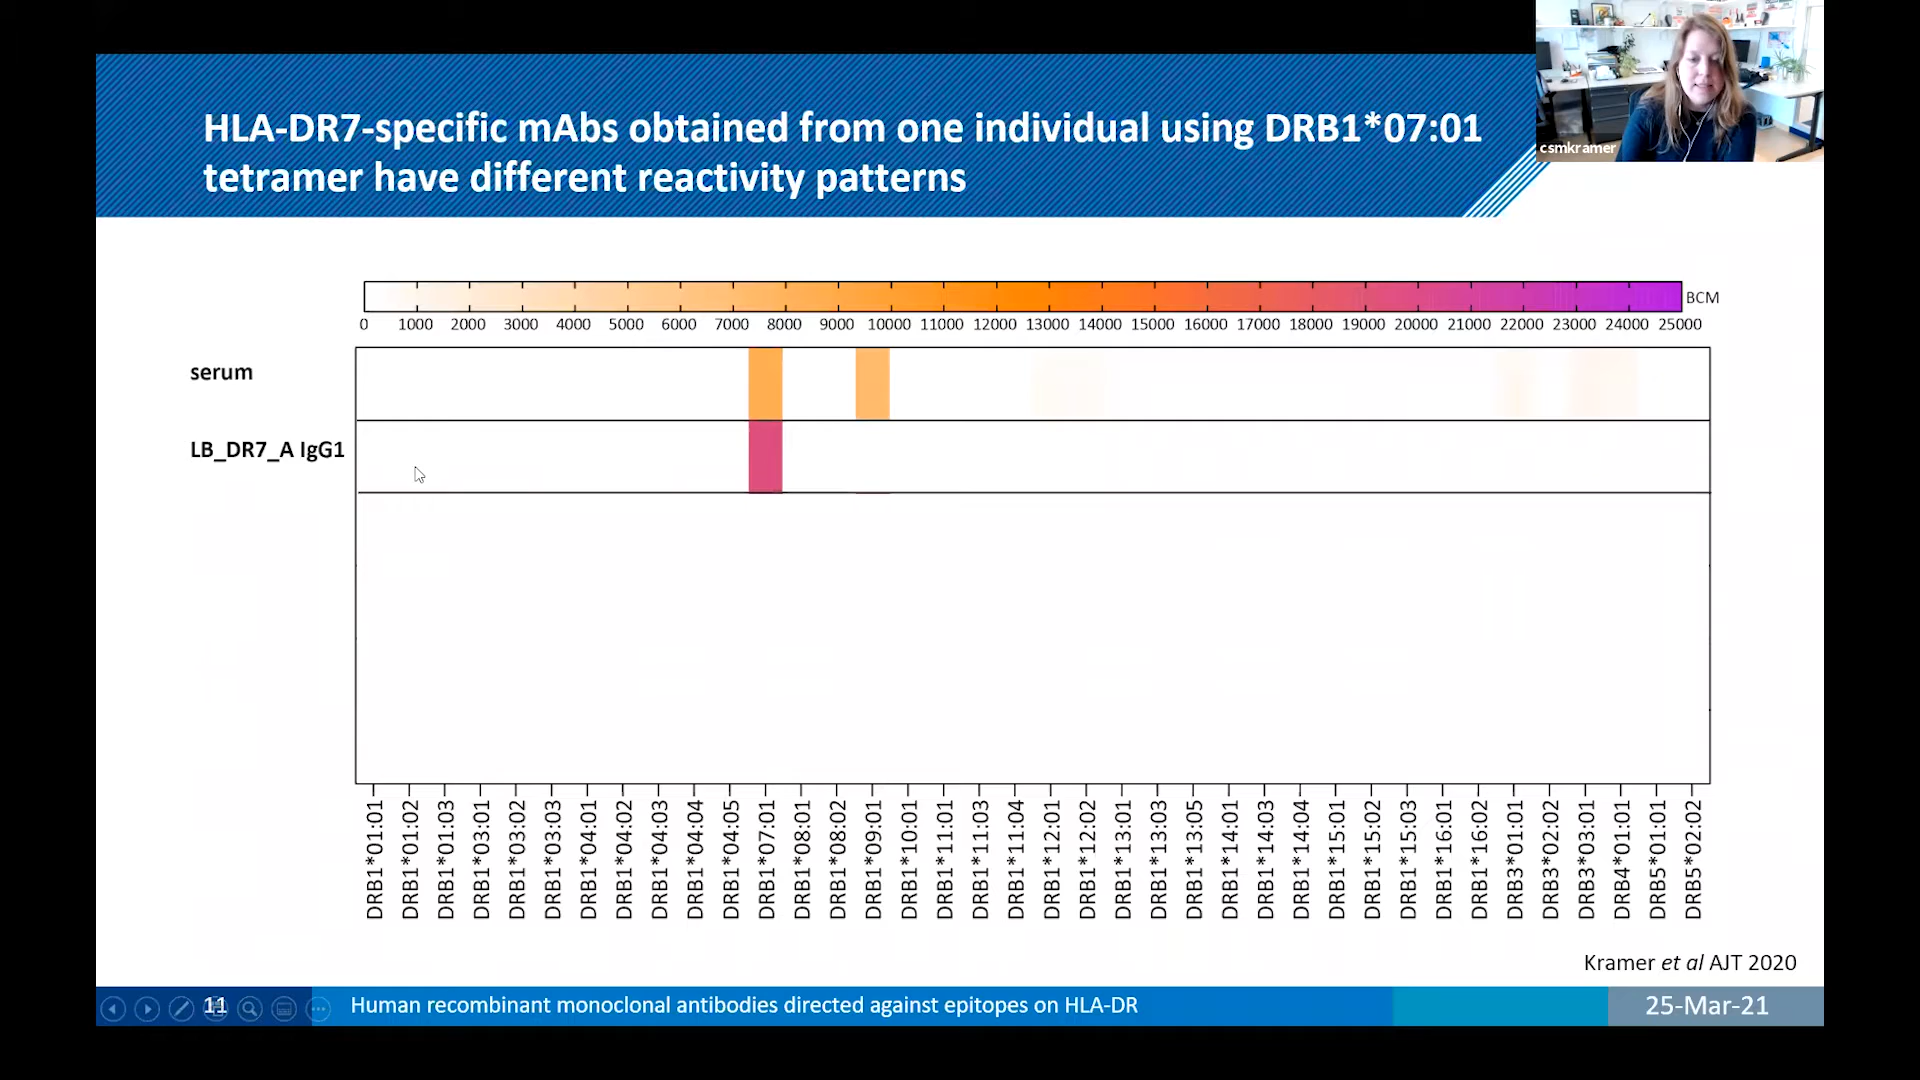 HLA-DR7-specific mAbs obtained from one individual using DRB1*07:01
tetramer have different reactivity patterns
csmkramer
BCM
0 1000 2000 3000 4000 5000 6000 7000 8000 9000 10000 11000 12000 13000 14000 15000 16000 17000 18000 19000 20000 21000 22000 23000 24000 25000
serum
LB_DR7_A IgG1
DRB1*01:01
DRB1*01:02
DRB1*01:03
DRB1*03:01
DRB1*03:02
DRB1*03:03
DRB1*04:01
DRB1*04:02
DRB1*04:03
DRB1*04:04
DRB1*04:05
DRB1*07:01
DRB1*08:01
DRB1*08:02
DRB1*09:01
DRB1*10:01
DRB1*11:01
DRB1*11:03
DRB1*11:04
DRB1*12:01
DRB1*12:02
DRB1*13:01
DRB1*13:03
DRB1*13:05
DRB1*14:01
DRB1*14:03
DRB1*14:04
DRB1*15:01
DRB1*15:02
DRB1*15:03
DRB1*16:01
DRB1*16:02
DRB3*01:01
DRB3*02:02
DRB3*03:01
DRB4*01:01
DRB5*01:01
DRB5*02:02
Kramer et al AJT 2020
11
Human recombinant monoclonal antibodies directed against epitopes on HLA-DR
25-Mar-21